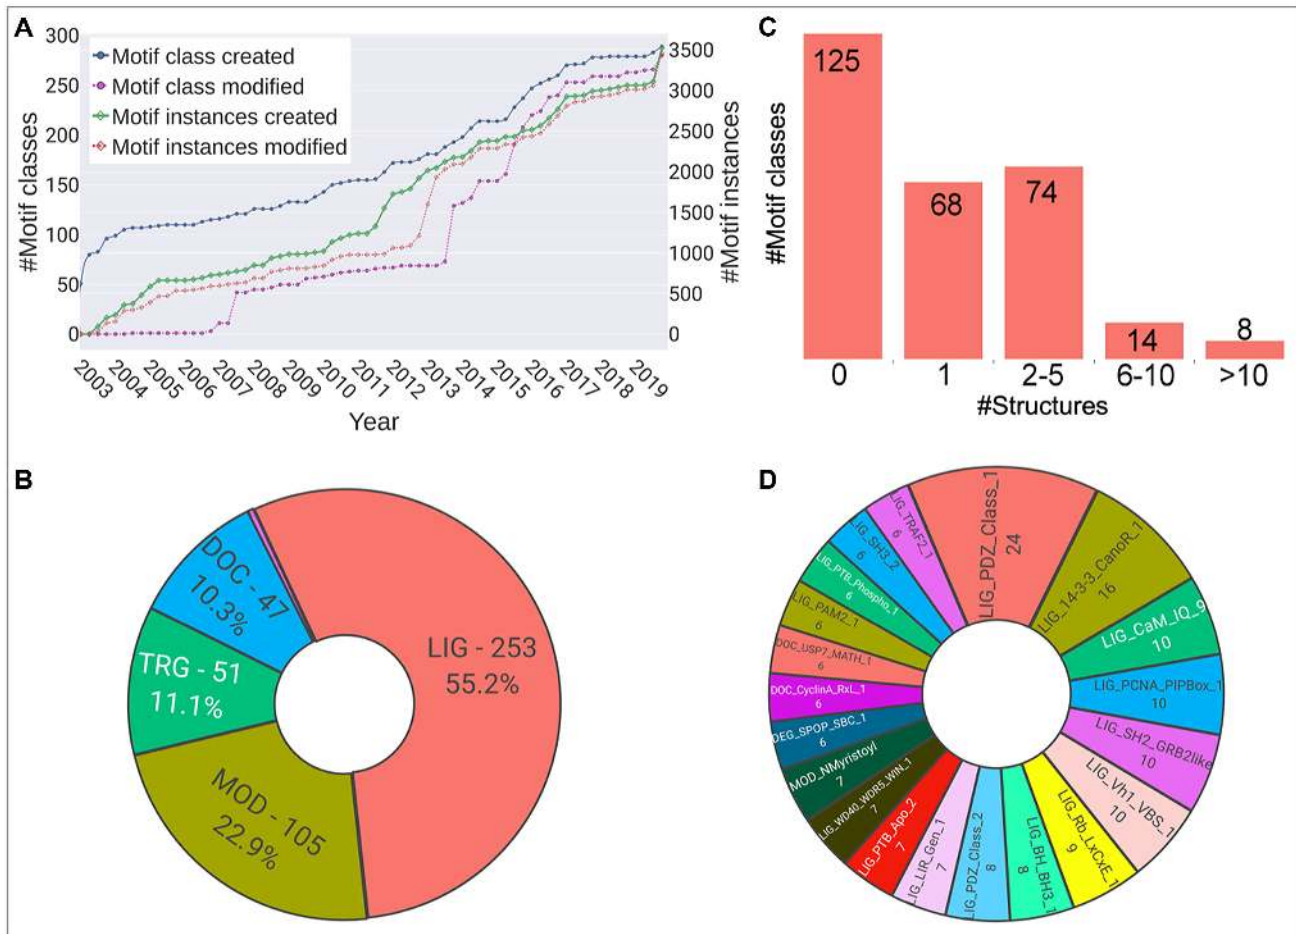 A
300
250
200
150
100
50
0
#Motif classes
Motif class created
Motif class modified
Motif instances created
Motif instances modified
3500
3000
2500
2000
1500
1000
500
0
#Motif instances
2003 2004 2005 2006 2007 2008 2009 2010 2011 2012 2013 2014 2015 2016 2017 2018 2019
Year
C
#Motif classes
125
68
74
14
8
0 1 2-5 6-10 >10
#Structures
B
LIG - 253
55.2%
MOD - 105
22.9%
TRG - 51
11.1%
DOC - 47
10.3%
D
LIG_PDZ_Class_1
24
LIG_14-3-3_CanoR_1
16
LIG_CaM_IQ_9
10
LIG_PCNA_PIPBox_1
10
LIG_SH2_GRB2like
10
LIG_Vh1_VBS_1
10
LIG_Rb_LxCxE_1
9
LIG_BH_BH3_1
8
LIG_PDZ_Class_2
8
LIG_LIR_Gen_1
7
LIG_PTB_Apo_2
7
LIG_WD40_WDR5_WIN_1
7
MOD_NMyristoyl
7
DEG_SPOP_SBC_1
6
DOC_CyclinA_RxL_1
6
DOC_USP7_MATH_1
6
LIG_PAM2_1
6
LIG_PTB_Phospho_1
6
LIG_SH3_2
6
LIG_TRAF2_1
6